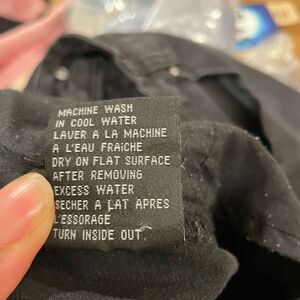 MACHINE WASH
IN COOL WATER
LAVER A LA MACHINE
À L'EAU FRAÎCHE
DRY ON FLAT SURFACE
AFTER REMOVING
EXCESS WATER
SECHER A LAT APRES
L'ESSORAGE
TURN INSIDE OUT